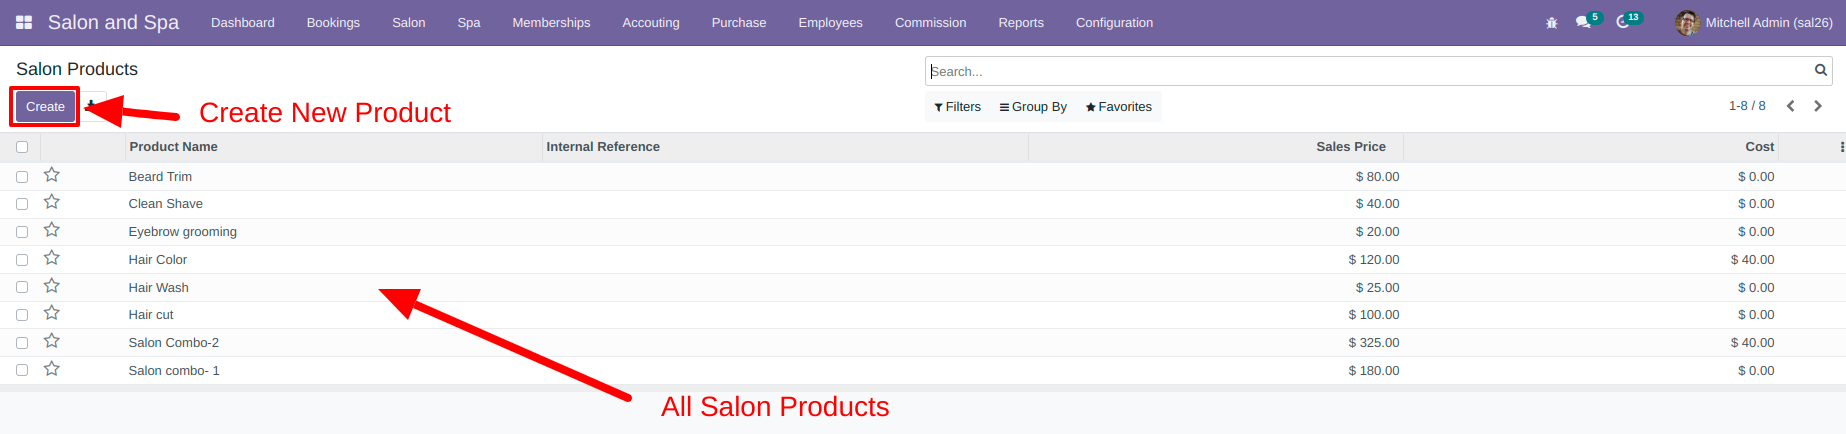 Salon and Spa Dashboard Bookings Salon Spa Memberships Accouting Purchase Employees Commission Reports Configuration 5 13 Mitchell Admin (sal26)
Salon Products
Search...
Create
Create New Product
Filters Group By Favorites
1-8 / 8
Product Name Internal Reference Sales Price Cost
Beard Trim $ 80.00 $ 0.00
Clean Shave $ 40.00 $ 0.00
Eyebrow grooming $ 20.00 $ 0.00
Hair Color $ 120.00 $ 40.00
Hair Wash $ 25.00 $ 0.00
Hair cut $ 100.00 $ 0.00
Salon Combo-2 $ 325.00 $ 40.00
Salon combo- 1 $ 180.00 $ 0.00
All Salon Products